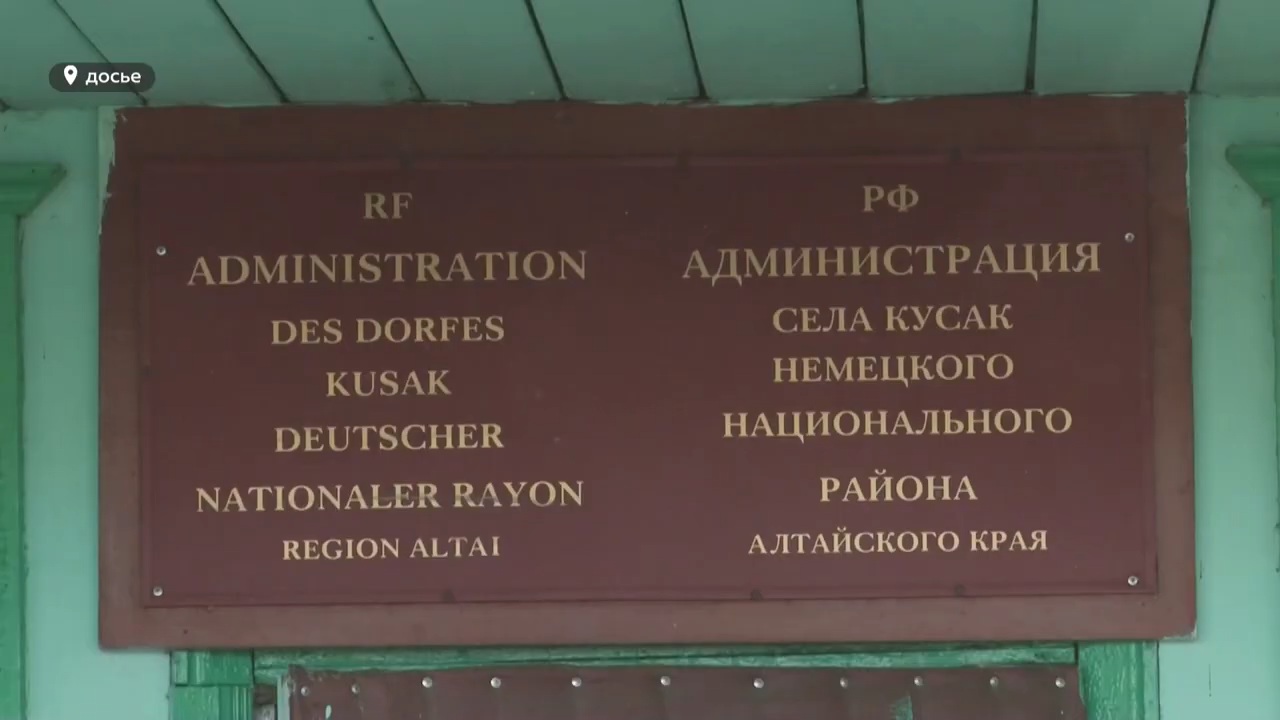 досье
RF
ADMINISTRATION
DES DORFES
KUSAK
DEUTSCHER
NATIONALER RAYON
REGION ALTAI
РФ
АДМИНИСТРАЦИЯ
СЕЛА КУСАК
НЕМЕЦКОГО
НАЦИОНАЛЬНОГО
РАЙОНА
АЛТАЙСКОГО КРАЯ